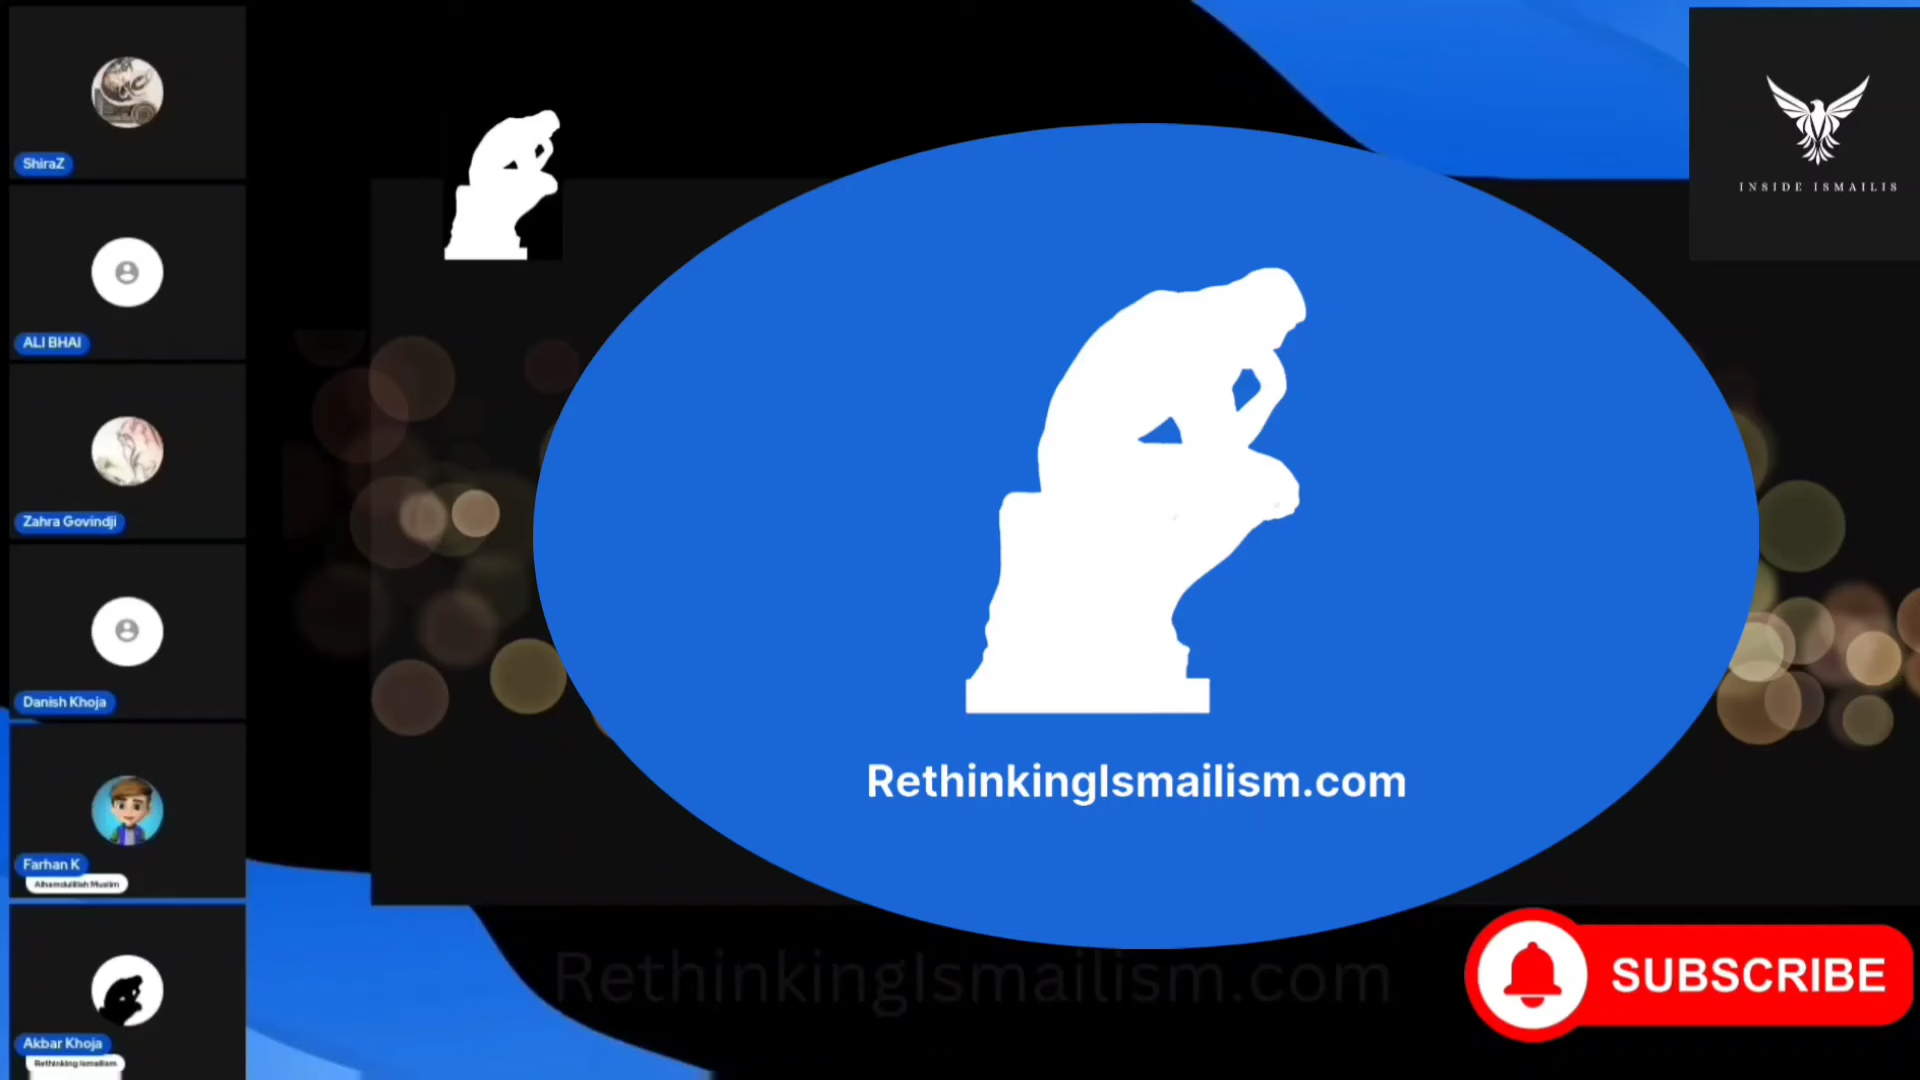 ShiraZ
ALI BHAI
Zahra Govindji
Danish Khoja
Farhan K
Alhamdulillah Muslim
Akbar Khoja
Rethinking Ismailism
INSIDE ISMAILIS
RethinkingIsmailism.com
RethinkingIsmailism.com
SUBSCRIBE